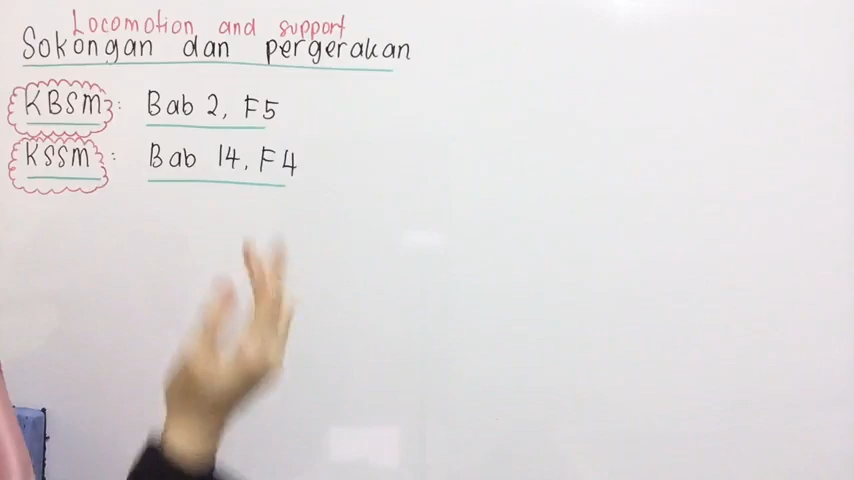 Locomotion and support
Sokongan dan pergerakan
KBSM : Bab 2, F5
KSSM : Bab 14, F4